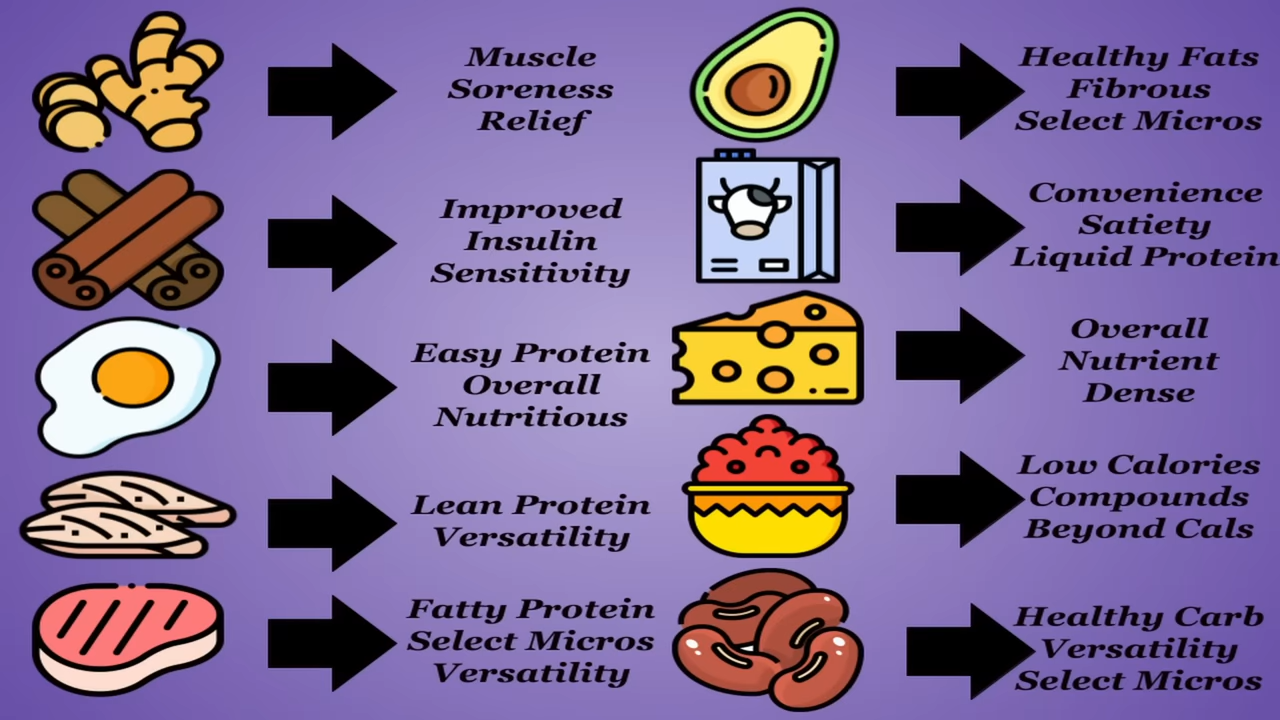 Muscle
Soreness
Relief
Improved
Insulin
Sensitivity
Easy Protein
Overall
Nutritious
Lean Protein
Versatility
Fatty Protein
Select Micros
Versatility
Healthy Fats
Fibrous
Select Micros
Convenience
Satiety
Liquid Protein
Overall
Nutrient
Dense
Low Calories
Compounds
Beyond Cals
Healthy Carb
Versatility
Select Micros